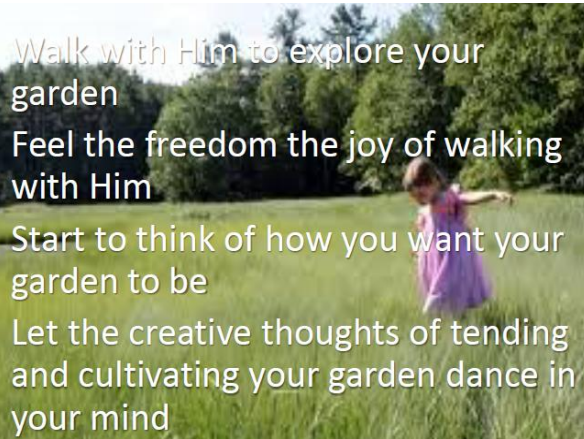 Walk with Him to explore your
garden
Feel the freedom the joy of walking
with Him
Start to think of how you want your
garden to be
Let the creative thoughts of tending
and cultivating your garden dance in
your mind